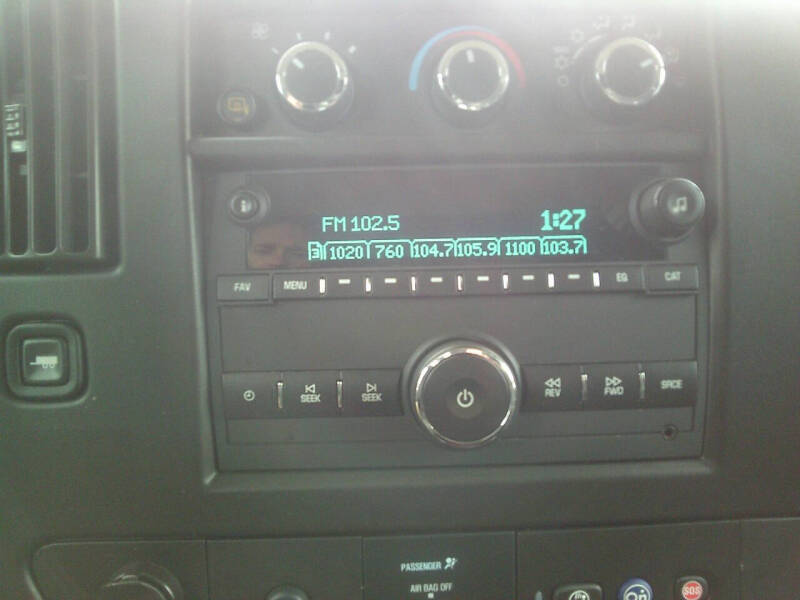 FM 102.5 1:27
3 1020 760 104.7 105.9 1100 103.7
FAV MENU EQ CAT
SEEK SEEK REV FWD SRCE
PASSENGER
AIR BAG OFF
SOS